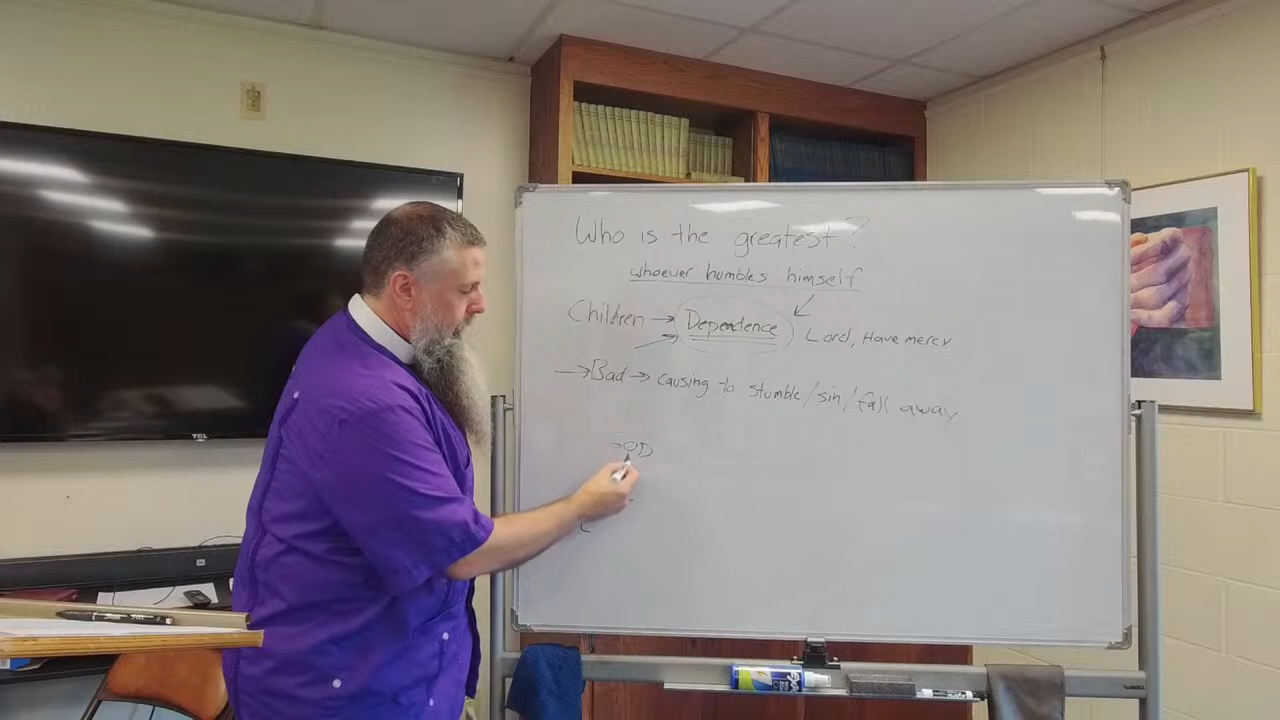 Who is the greatest?
whoever humbles himself
Children → Dependence
Lord, Have mercy
→ Bad → causing to stumble/sin/fall away
TCL